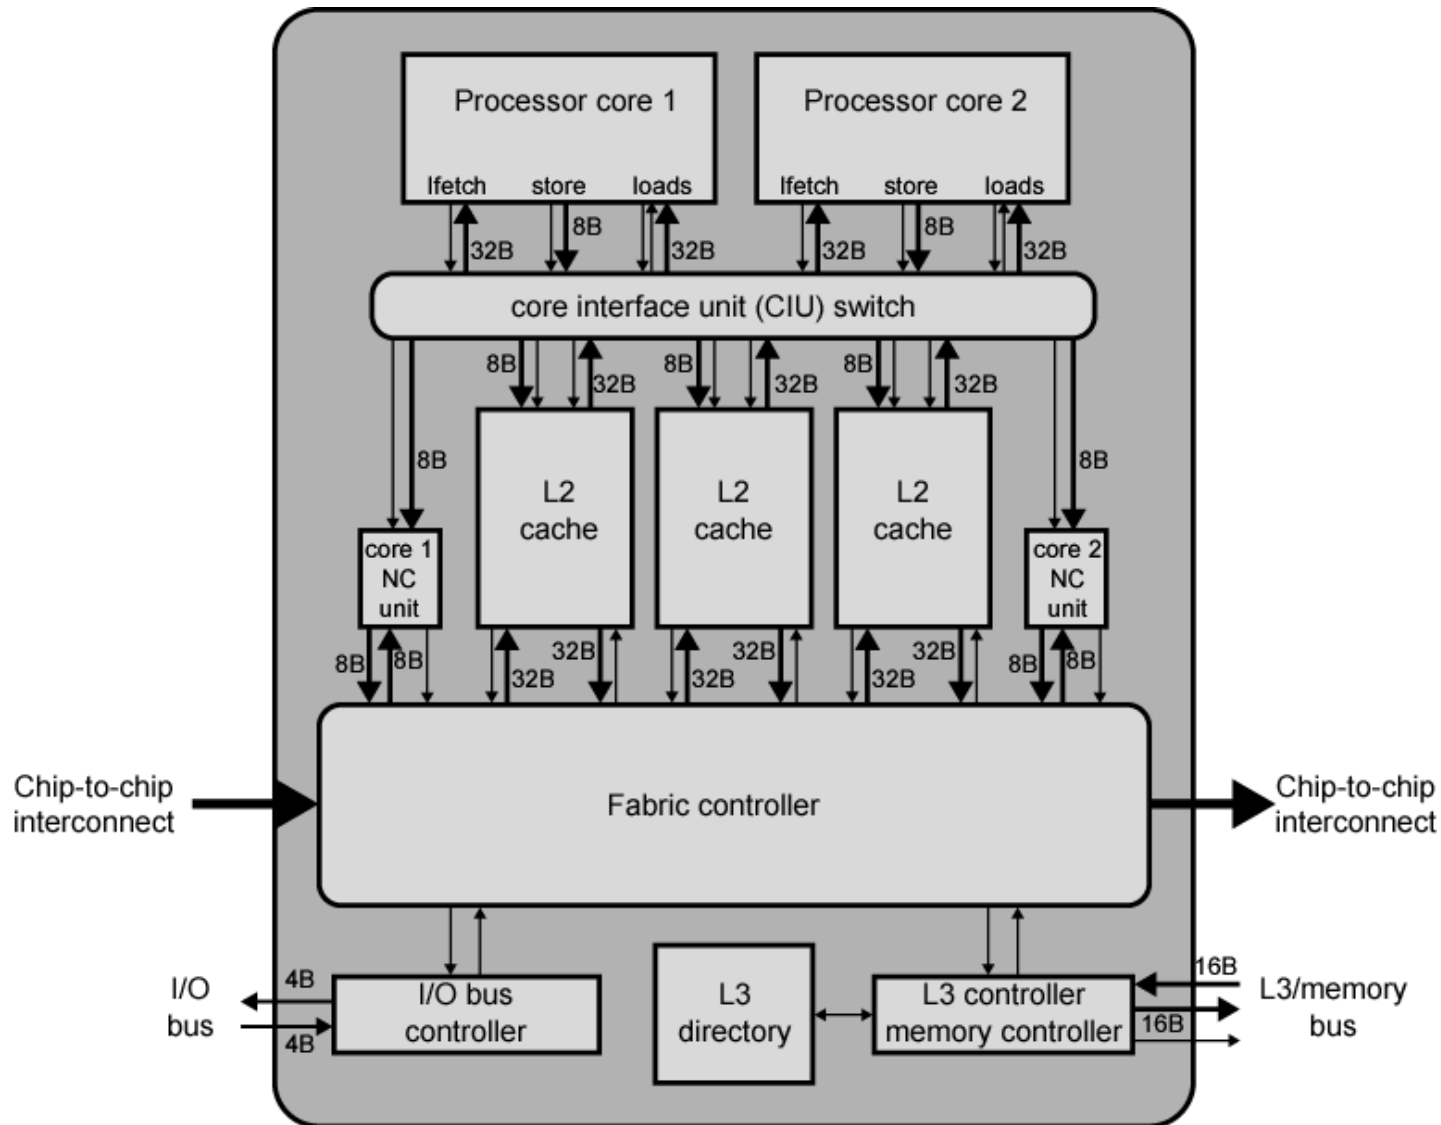 Processor core 1
Processor core 2
Ifetch store loads
Ifetch store loads
32B 8B 32B
32B 8B 32B
core interface unit (CIU) switch
8B 32B 8B 32B 8B 32B
8B
8B
L2
cache
L2
cache
L2
cache
core 1
NC
unit
core 2
NC
unit
8B 8B 32B 32B 32B 32B 32B 32B 8B 8B
Chip-to-chip
interconnect
Fabric controller
Chip-to-chip
interconnect
I/O
bus
4B
4B
I/O bus
controller
L3
directory
L3 controller
memory controller
16B
16B
L3/memory
bus